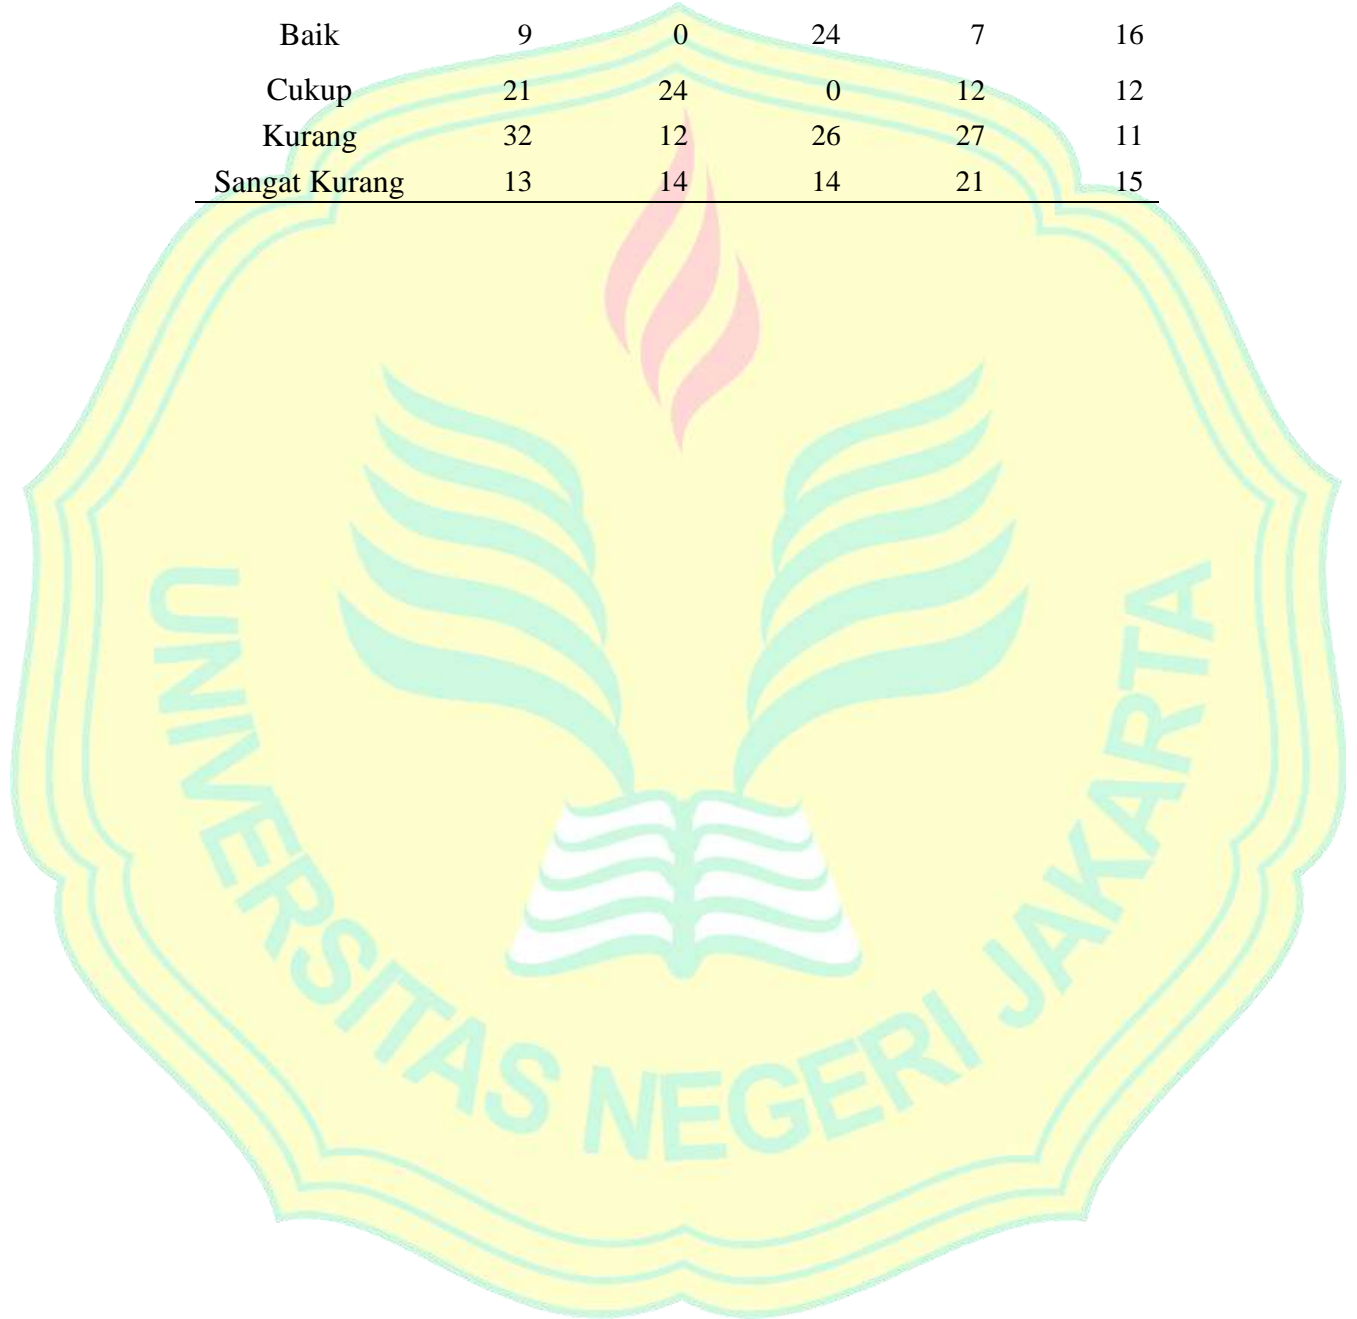 Baik 9 0 24 7 16
Cukup 21 24 0 12 12
Kurang 32 12 26 27 11
Sangat Kurang 13 14 14 21 15
UNIVERSITAS NEGERI JAKARTA